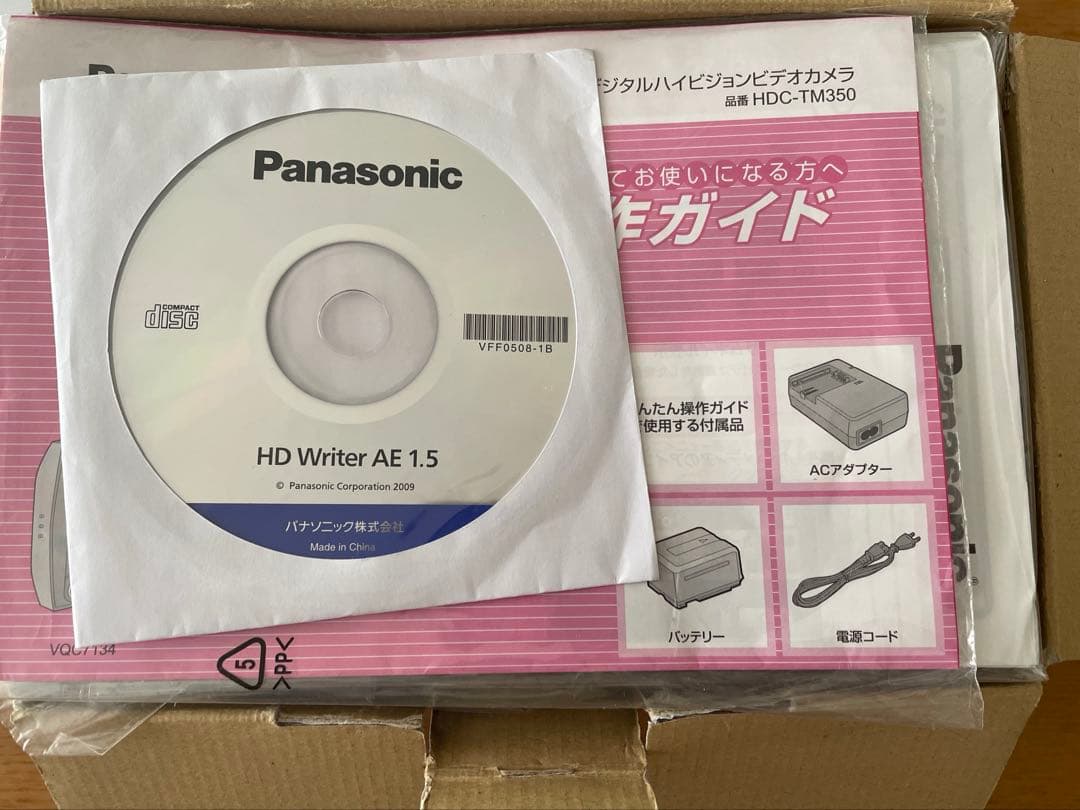 デジタルハイビジョンビデオカメラ
品番 HDC-TM350
てお使いになる方へ
作ガイド
Panasonic
COMPACT
disc
VFF0508-1B
HD Writer AE 1.5
© Panasonic Corporation 2009
パナソニック株式会社
Made in China
んたん操作ガイド
使用する付属品
ACアダプター
バッテリー
電源コード
VQC7134
5
>PP<
Panasonic®